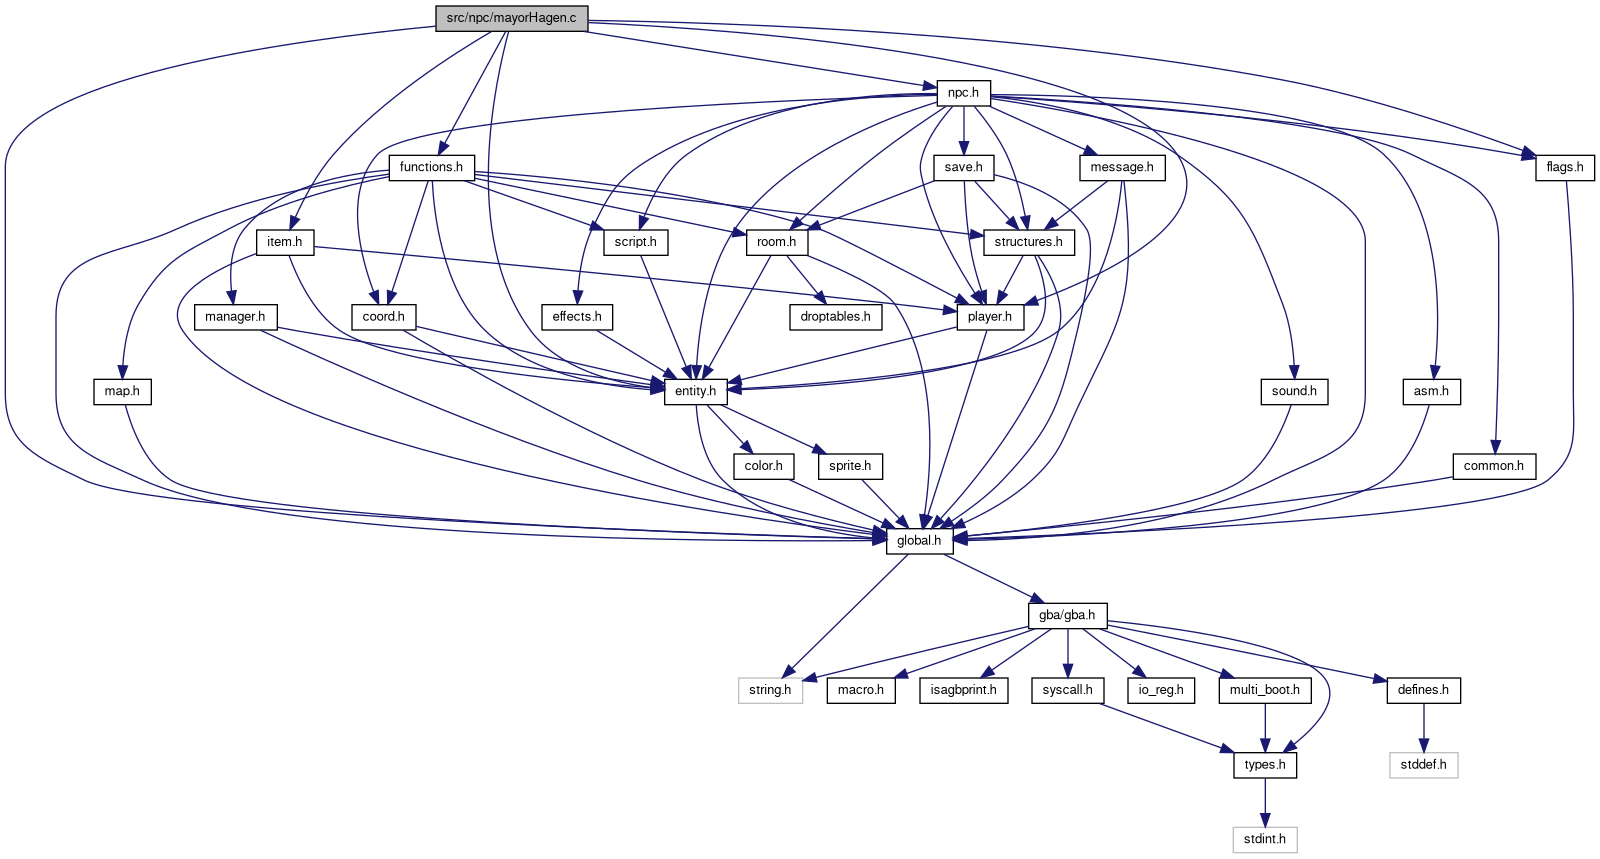 src/npc/mayorHagen.c
npc.h
functions.h
save.h
message.h
flags.h
item.h
script.h
room.h
structures.h
manager.h
coord.h
effects.h
droptables.h
player.h
map.h
entity.h
sound.h
asm.h
color.h
sprite.h
common.h
global.h
gba/gba.h
string.h
macro.h
isagbprint.h
syscall.h
io_reg.h
multi_boot.h
defines.h
types.h
stddef.h
stdint.h